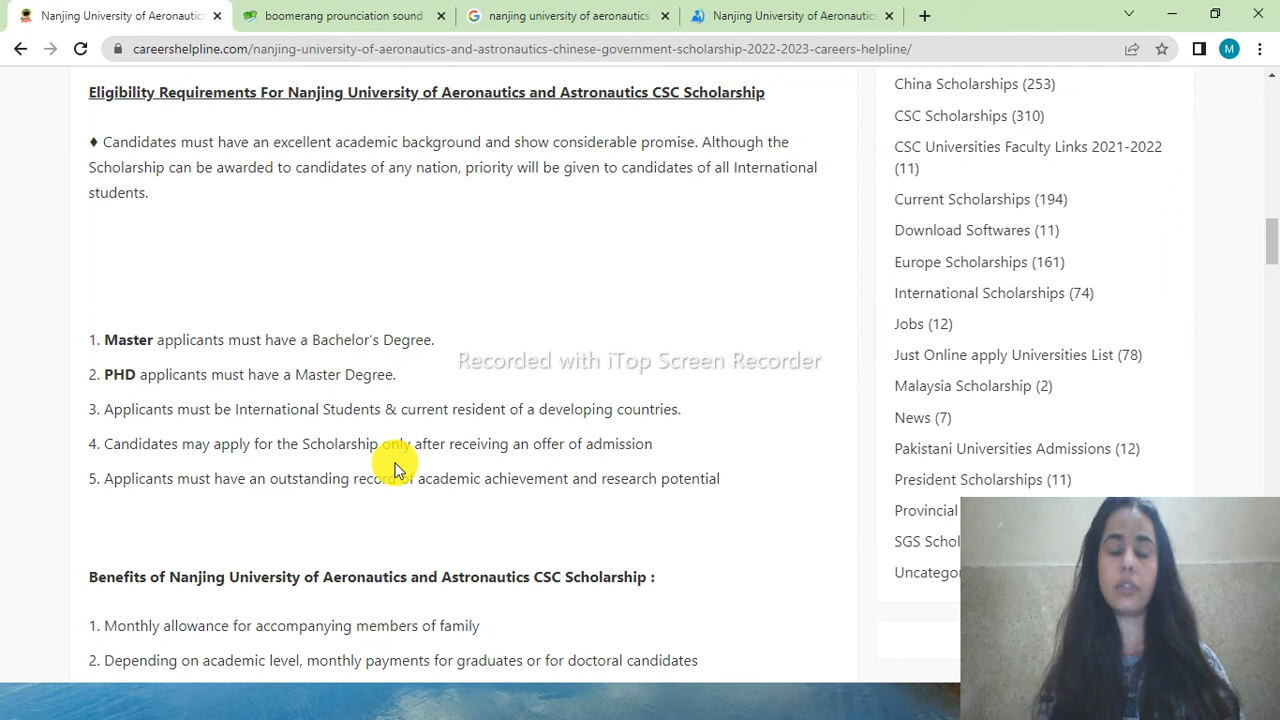 Nanjing University of Aeronautics
boomerang prounciation sound -
nanjing university of aeronautics
Nanjing University of Aeronautics
careershelpline.com/nanjing-university-of-aeronautics-and-astronautics-chinese-government-scholarship-2022-2023-careers-helpline/
M
Eligibility Requirements For Nanjing University of Aeronautics and Astronautics CSC Scholarship
♦ Candidates must have an excellent academic background and show considerable promise. Although the
Scholarship can be awarded to candidates of any nation, priority will be given to candidates of all International
students.
1. Master applicants must have a Bachelor’s Degree.
2. PHD applicants must have a Master Degree.
3. Applicants must be International Students & current resident of a developing countries.
4. Candidates may apply for the Scholarship only after receiving an offer of admission
5. Applicants must have an outstanding record of academic achievement and research potential
Benefits of Nanjing University of Aeronautics and Astronautics CSC Scholarship :
1. Monthly allowance for accompanying members of family
2. Depending on academic level, monthly payments for graduates or for doctoral candidates
Recorded with iTop Screen Recorder
China Scholarships (253)
CSC Scholarships (310)
CSC Universities Faculty Links 2021-2022
(11)
Current Scholarships (194)
Download Softwares (11)
Europe Scholarships (161)
International Scholarships (74)
Jobs (12)
Just Online apply Universities List (78)
Malaysia Scholarship (2)
News (7)
Pakistani Universities Admissions (12)
President Scholarships (11)
Provincial
SGS Schol
Uncatego